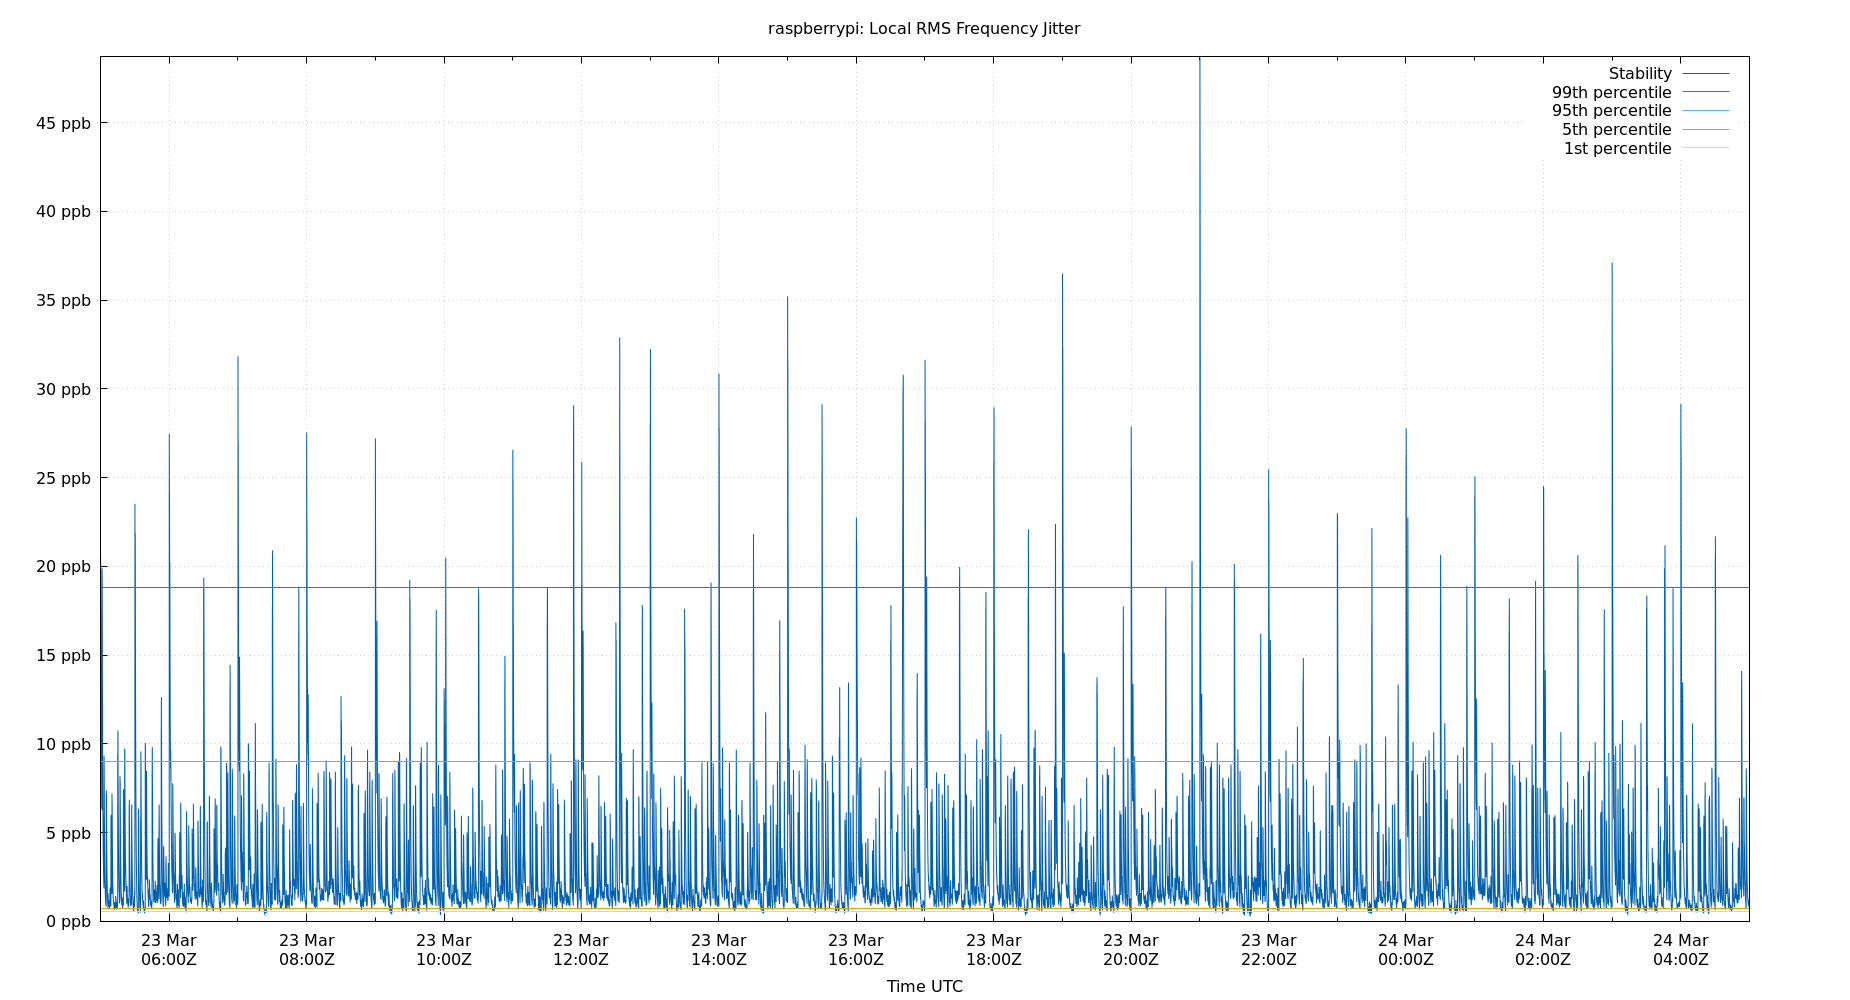 raspberrypi: Local RMS Frequency Jitter
Stability
99th percentile
95th percentile
5th percentile
1st percentile
45 ppb
40 ppb
35 ppb
30 ppb
25 ppb
20 ppb
15 ppb
10 ppb
5 ppb
0 ppb
23 Mar 23 Mar 23 Mar 23 Mar 23 Mar 23 Mar 23 Mar 23 Mar 23 Mar 24 Mar 24 Mar 24 Mar
06:00Z 08:00Z 10:00Z 12:00Z 14:00Z 16:00Z 18:00Z 20:00Z 22:00Z 00:00Z 02:00Z 04:00Z
Time UTC